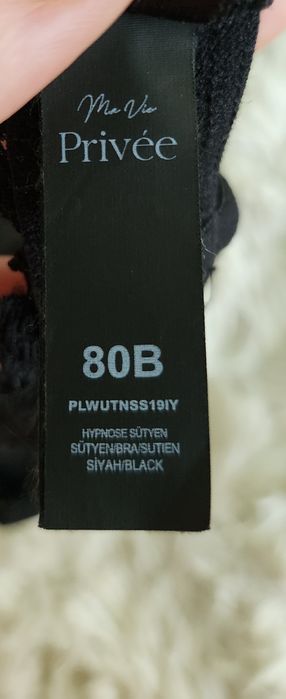 Ma Vie
Privée
80B
PLWUTNSS19IY
HYPNOSE SÜTYEN
SÜTYEN/BRA/SUTIEN
SİYAH/BLACK